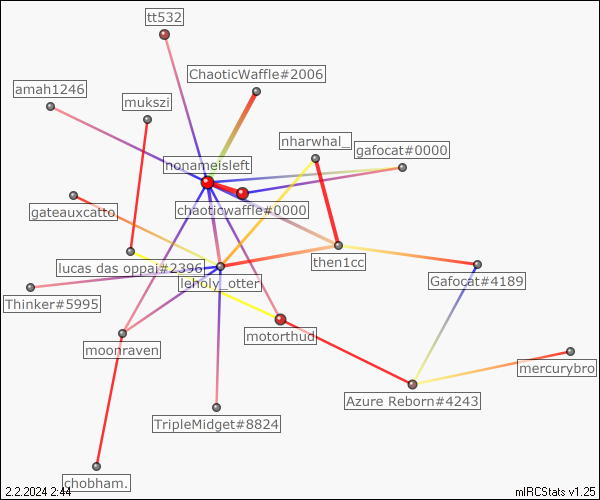 tt532
ChaoticWaffle#2006
amah1246
mukszi
nharwhal_
gafocat#0000
nonameisleft
chaoticwaffle#0000
gateauxcatto
then1cc
lucas das oppai#2396
Gafocat#4189
leholy_otter
Thinker#5995
motorthud
moonraven
mercurybro
Azure Reborn#4243
TripleMidget#8824
chobham.
2.2.2024 2:44
mIRCStats v1.25